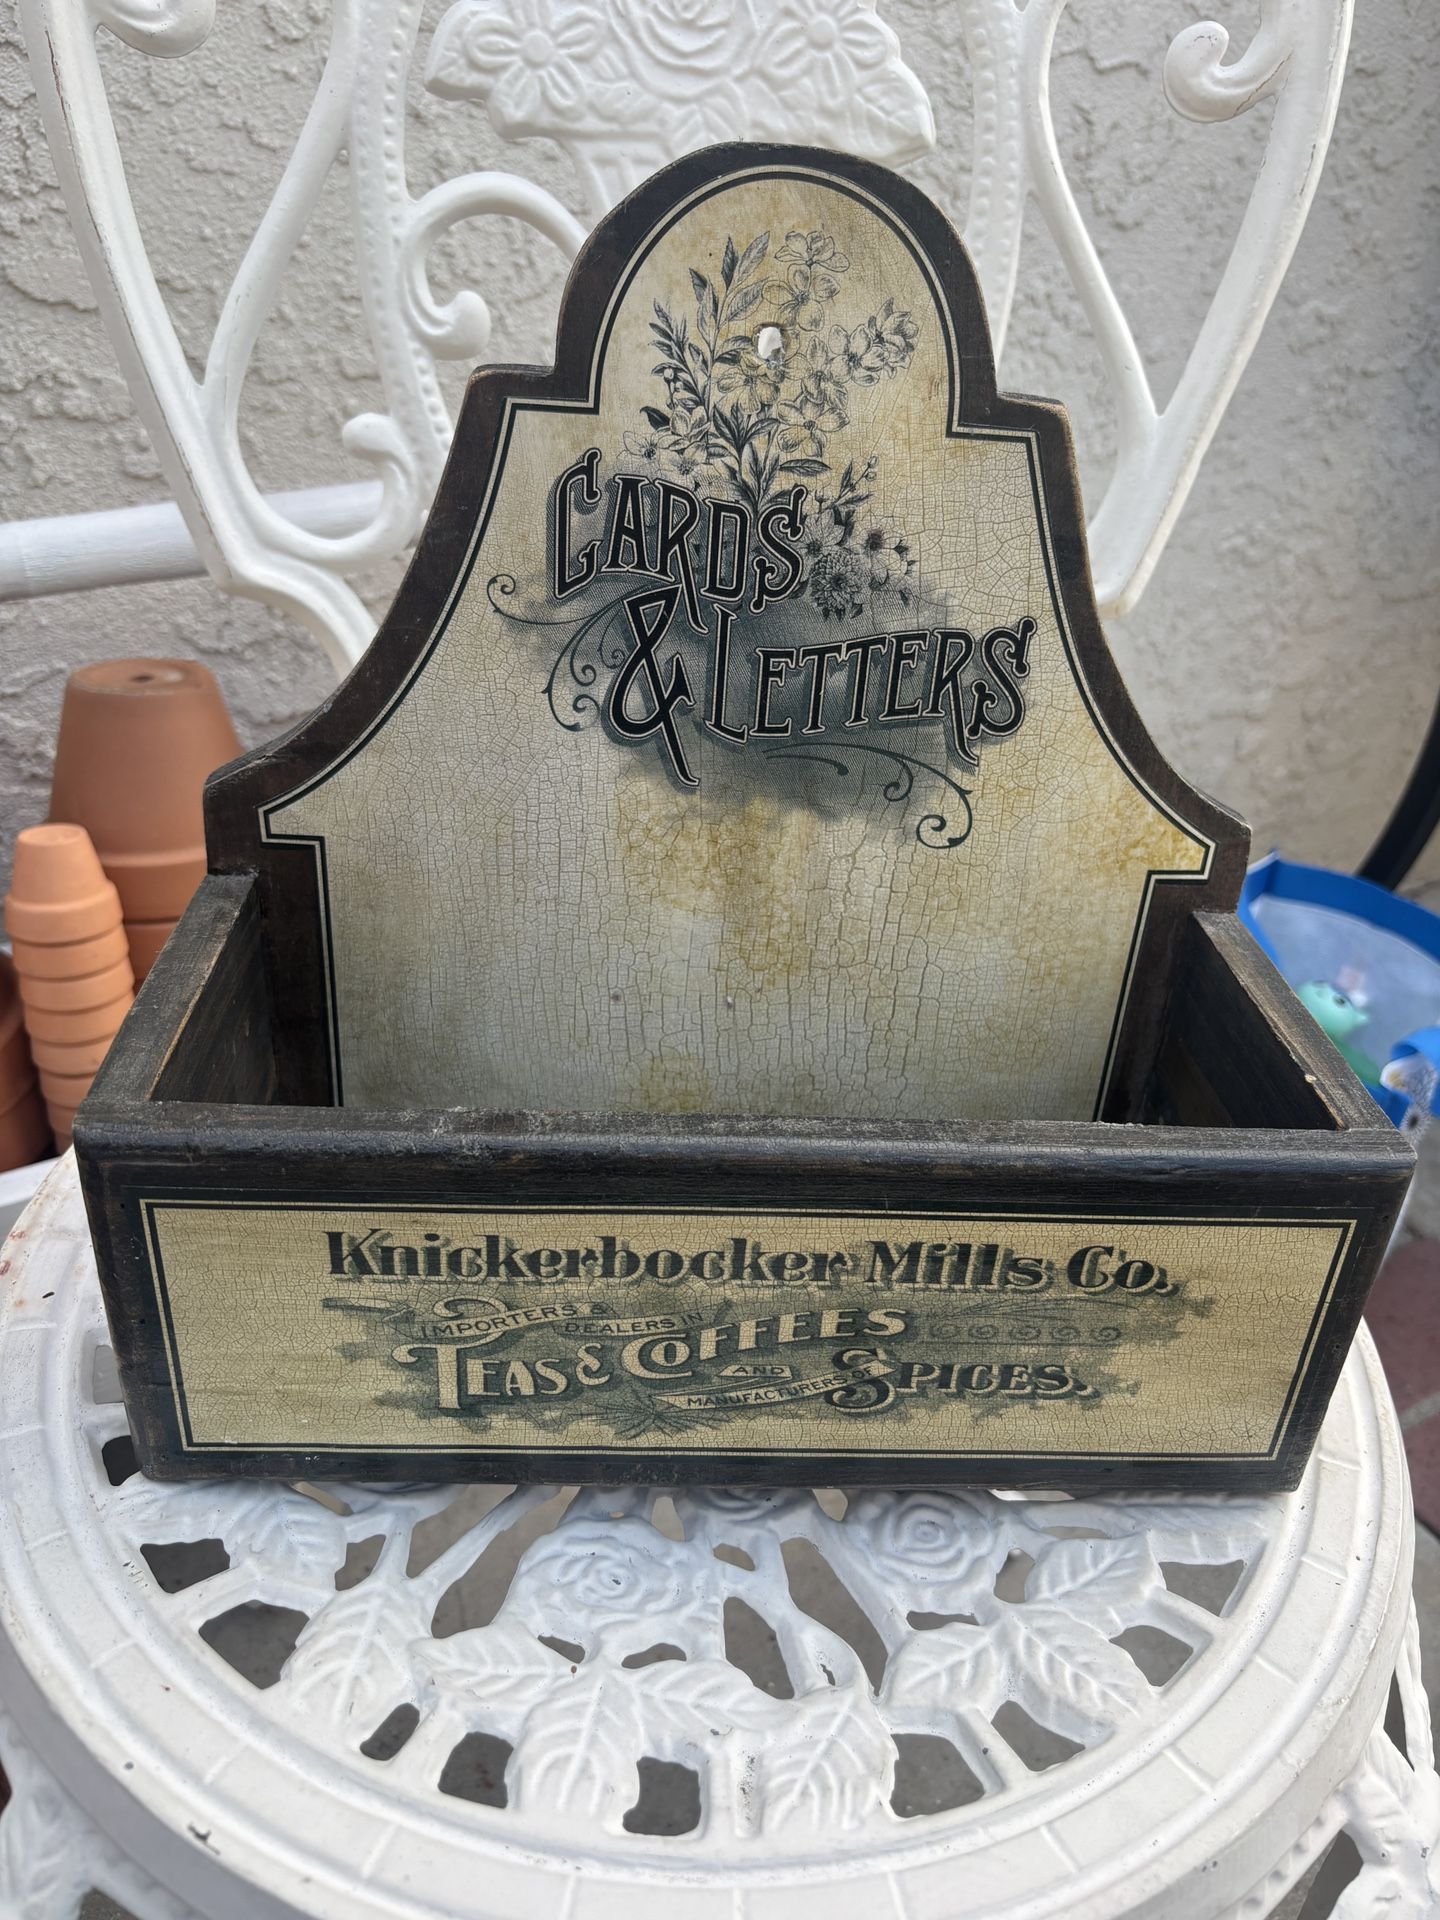 CARDS
& LETTERS
Knickerbocker Mills Co.
IMPORTERS & DEALERS IN
TEAS & COFFEES
AND
MANUFACTURERS OF SPICES.